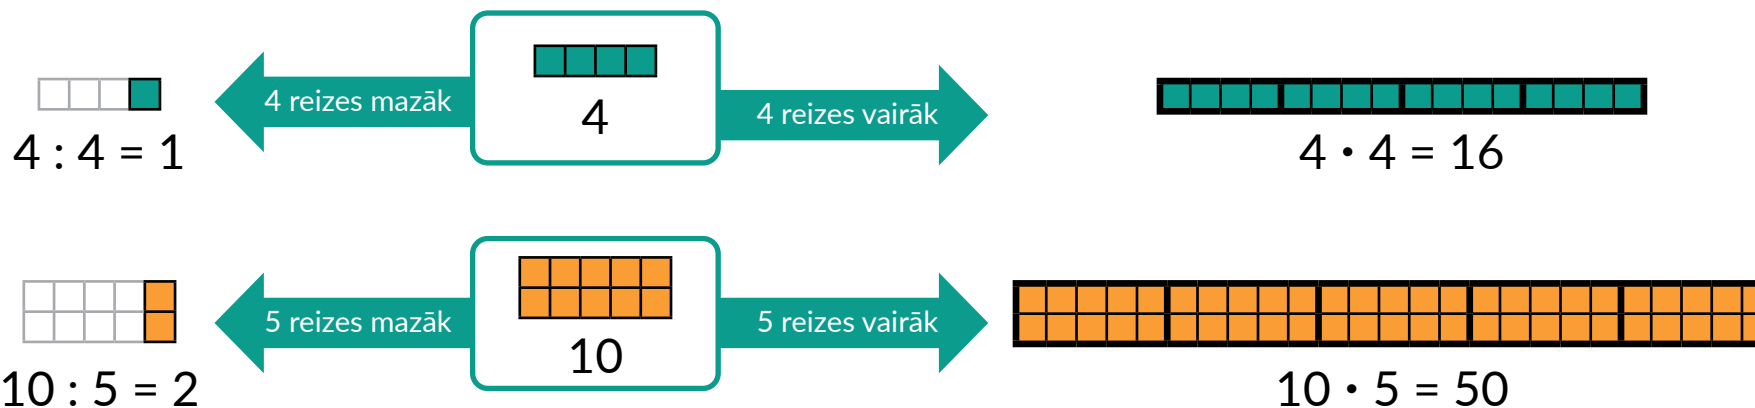 4 reizes mazāk
4
4 reizes vairāk
4 : 4 = 1
4 · 4 = 16
5 reizes mazāk
10
5 reizes vairāk
10 : 5 = 2
10 · 5 = 50